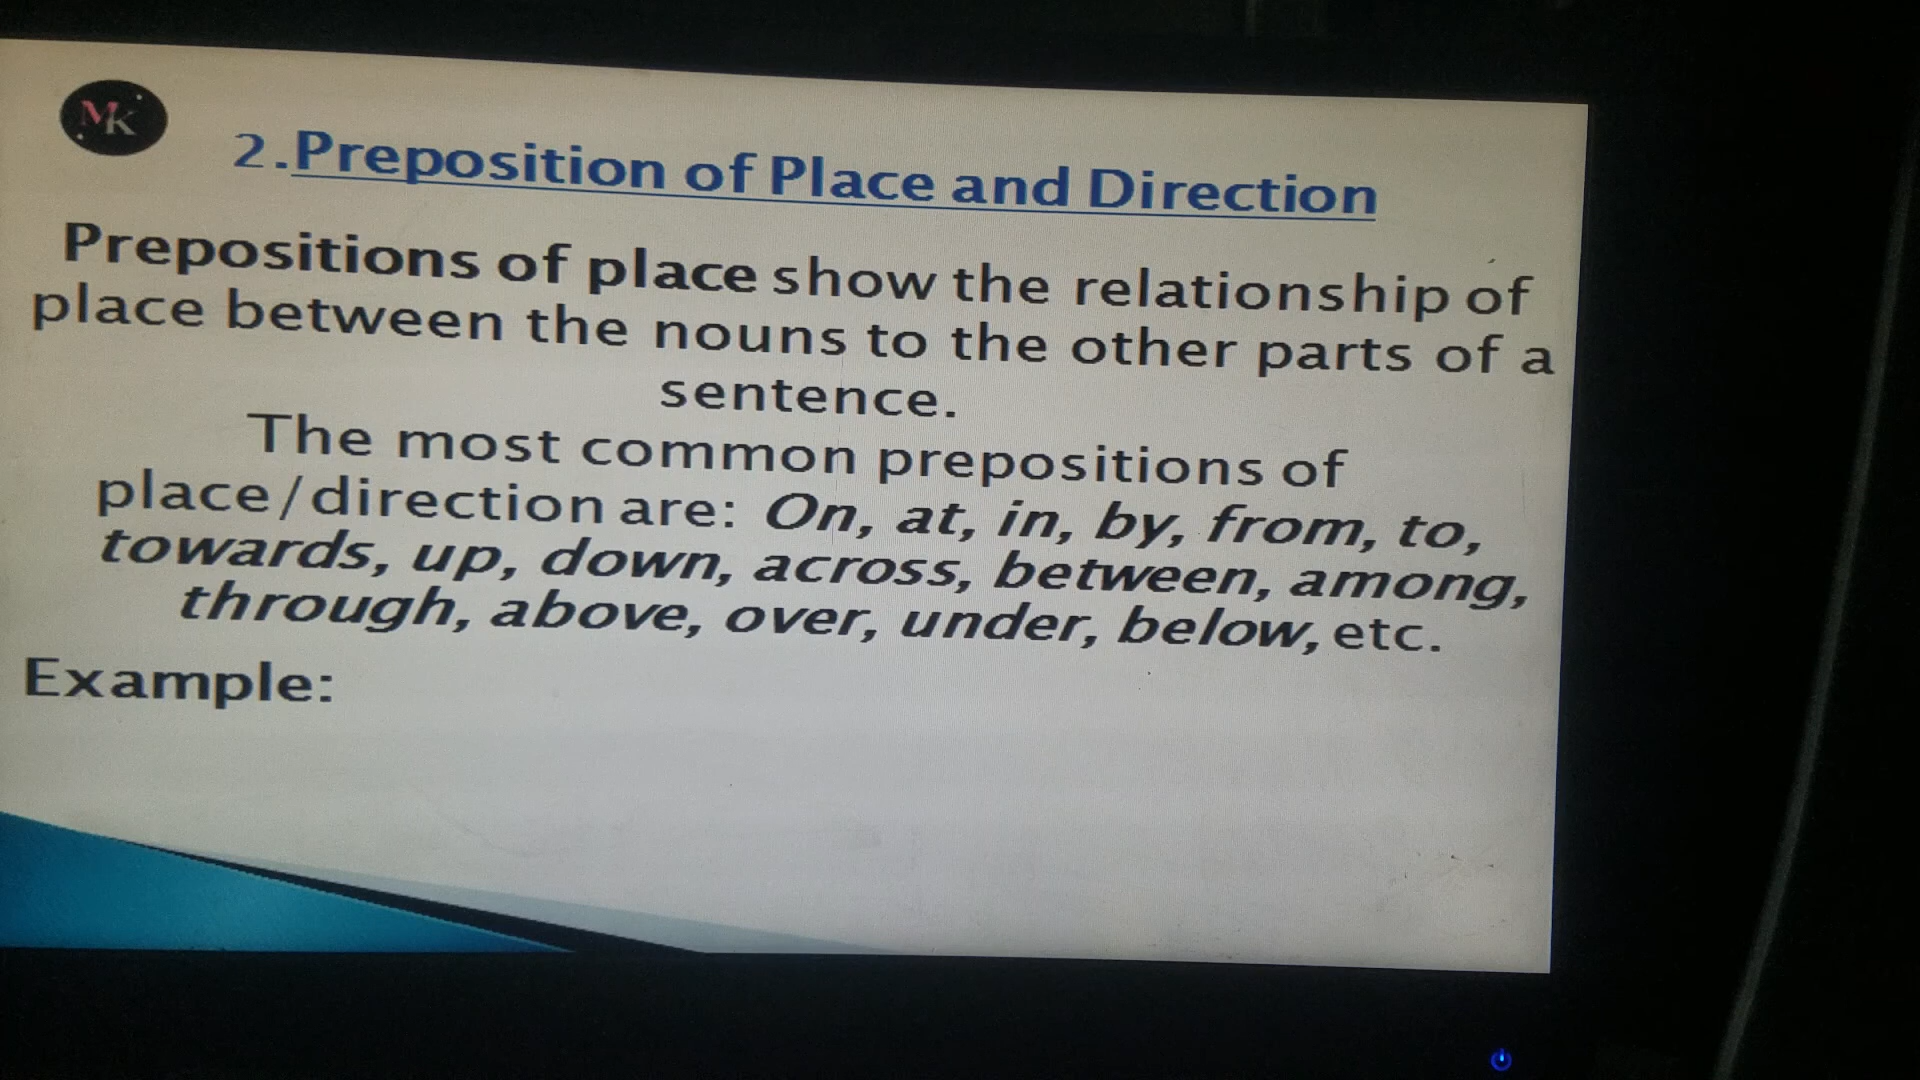 MK
2.Preposition of Place and Direction
Prepositions of place show the relationship of
place between the nouns to the other parts of a
sentence.
The most common prepositions of
place/direction are: On, at, in, by, from, to,
towards, up, down, across, between, among,
through, above, over, under, below, etc.
Example: